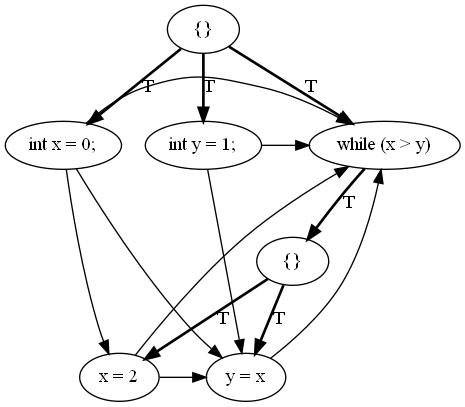 {}
T
T
T
int x = 0;
int y = 1;
while (x > y)
T
{}
T
T
x = 2
y = x